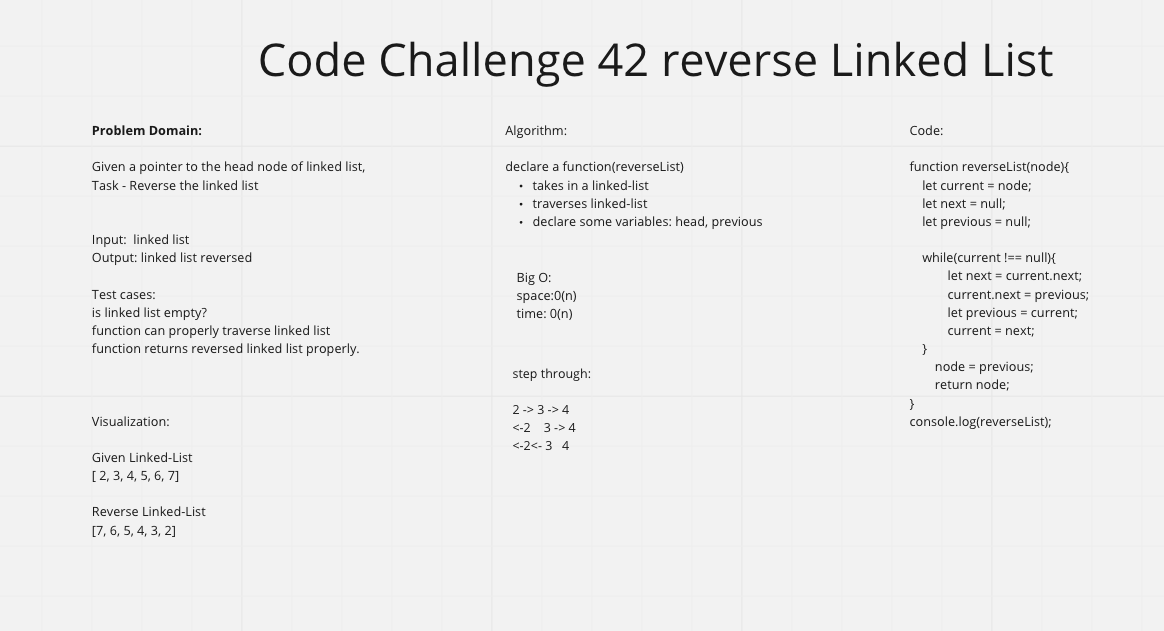 Code Challenge 42 reverse Linked List
Problem Domain:
Given a pointer to the head node of linked list,
Task - Reverse the linked list
Input:  linked list
Output: linked list reversed
Test cases:
is linked list empty?
function can properly traverse linked list
function returns reversed linked list properly.
Visualization:
Given Linked-List
[ 2, 3, 4, 5, 6, 7]
Reverse Linked-List
[7, 6, 5, 4, 3, 2]
Algorithm:
declare a function(reverseList)
• takes in a linked-list
• traverses linked-list
• declare some variables: head, previous
Big O:
space:0(n)
time: 0(n)
step through:
2 -> 3 -> 4
<-2    3 -> 4
<-2<- 3   4
Code:
function reverseList(node){
let current = node;
let next = null;
let previous = null;
while(current !== null){
let next = current.next;
current.next = previous;
let previous = current;
current = next;
}
node = previous;
return node;
}
console.log(reverseList);